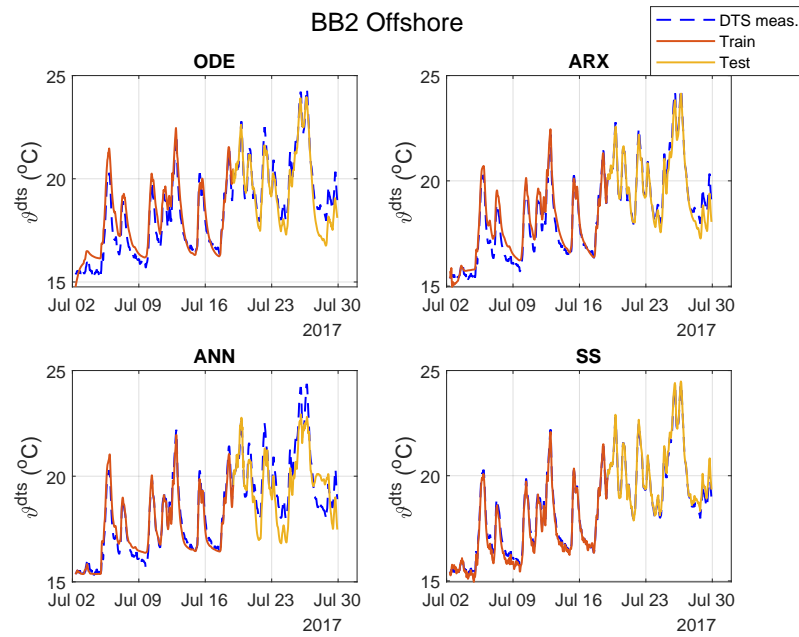 BB2 Offshore
DTS meas.
Train
Test
ODE
25
20
15
ϑdts (oC)
Jul 02 Jul 09 Jul 16 Jul 23 Jul 30
2017
ARX
25
20
15
ϑdts (oC)
Jul 02 Jul 09 Jul 16 Jul 23 Jul 30
2017
ANN
25
20
15
ϑdts (oC)
Jul 02 Jul 09 Jul 16 Jul 23 Jul 30
2017
SS
25
20
15
ϑdts (oC)
Jul 02 Jul 09 Jul 16 Jul 23 Jul 30
2017